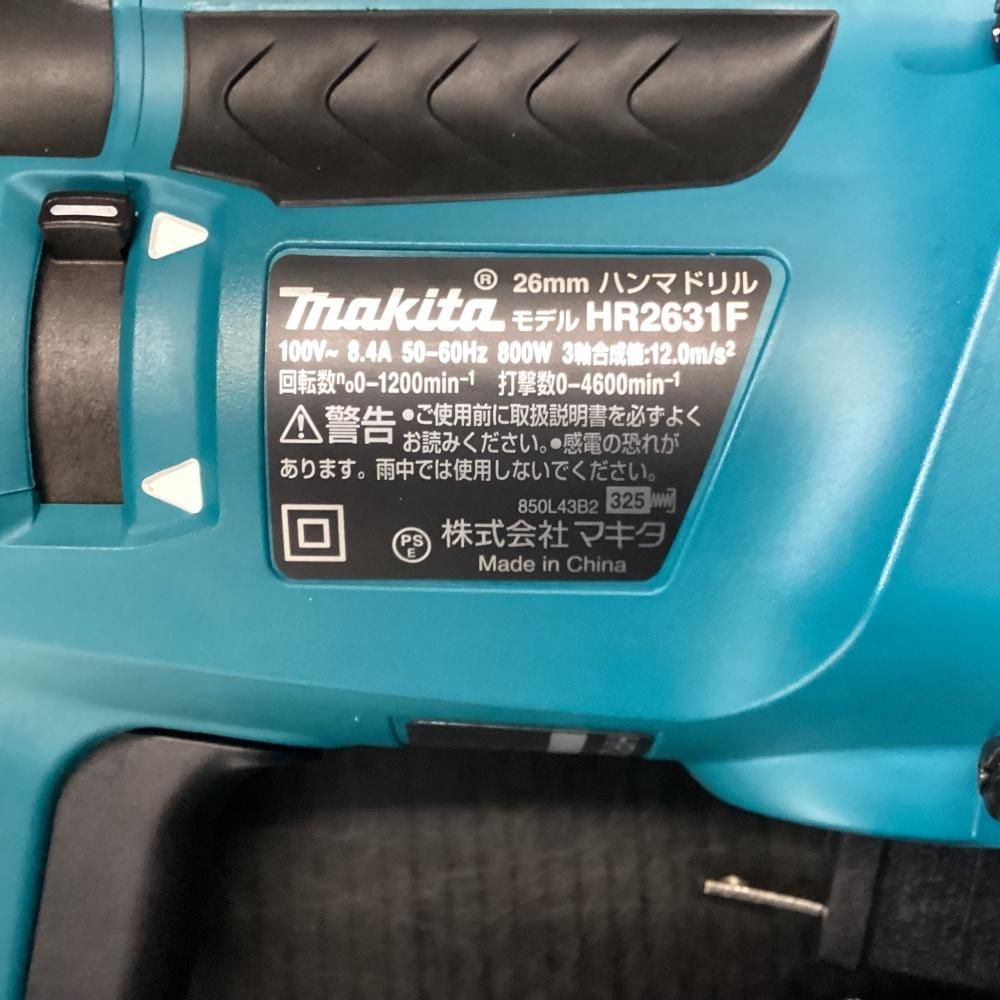 ® 26mm ハンマドリル
makita モデル HR2631F
100V~ 8.4A 50-60Hz 800W 3軸合成値:12.0m/s²
回転数n₀0-1200min⁻¹ 打撃数0-4600min⁻¹
⚠警告 ●ご使用前に取扱説明書を必ずよく
お読みください。●感電の恐れが
あります。雨中では使用しないでください。
850L43B2 325
PSE 株式会社 マキタ
Made in China